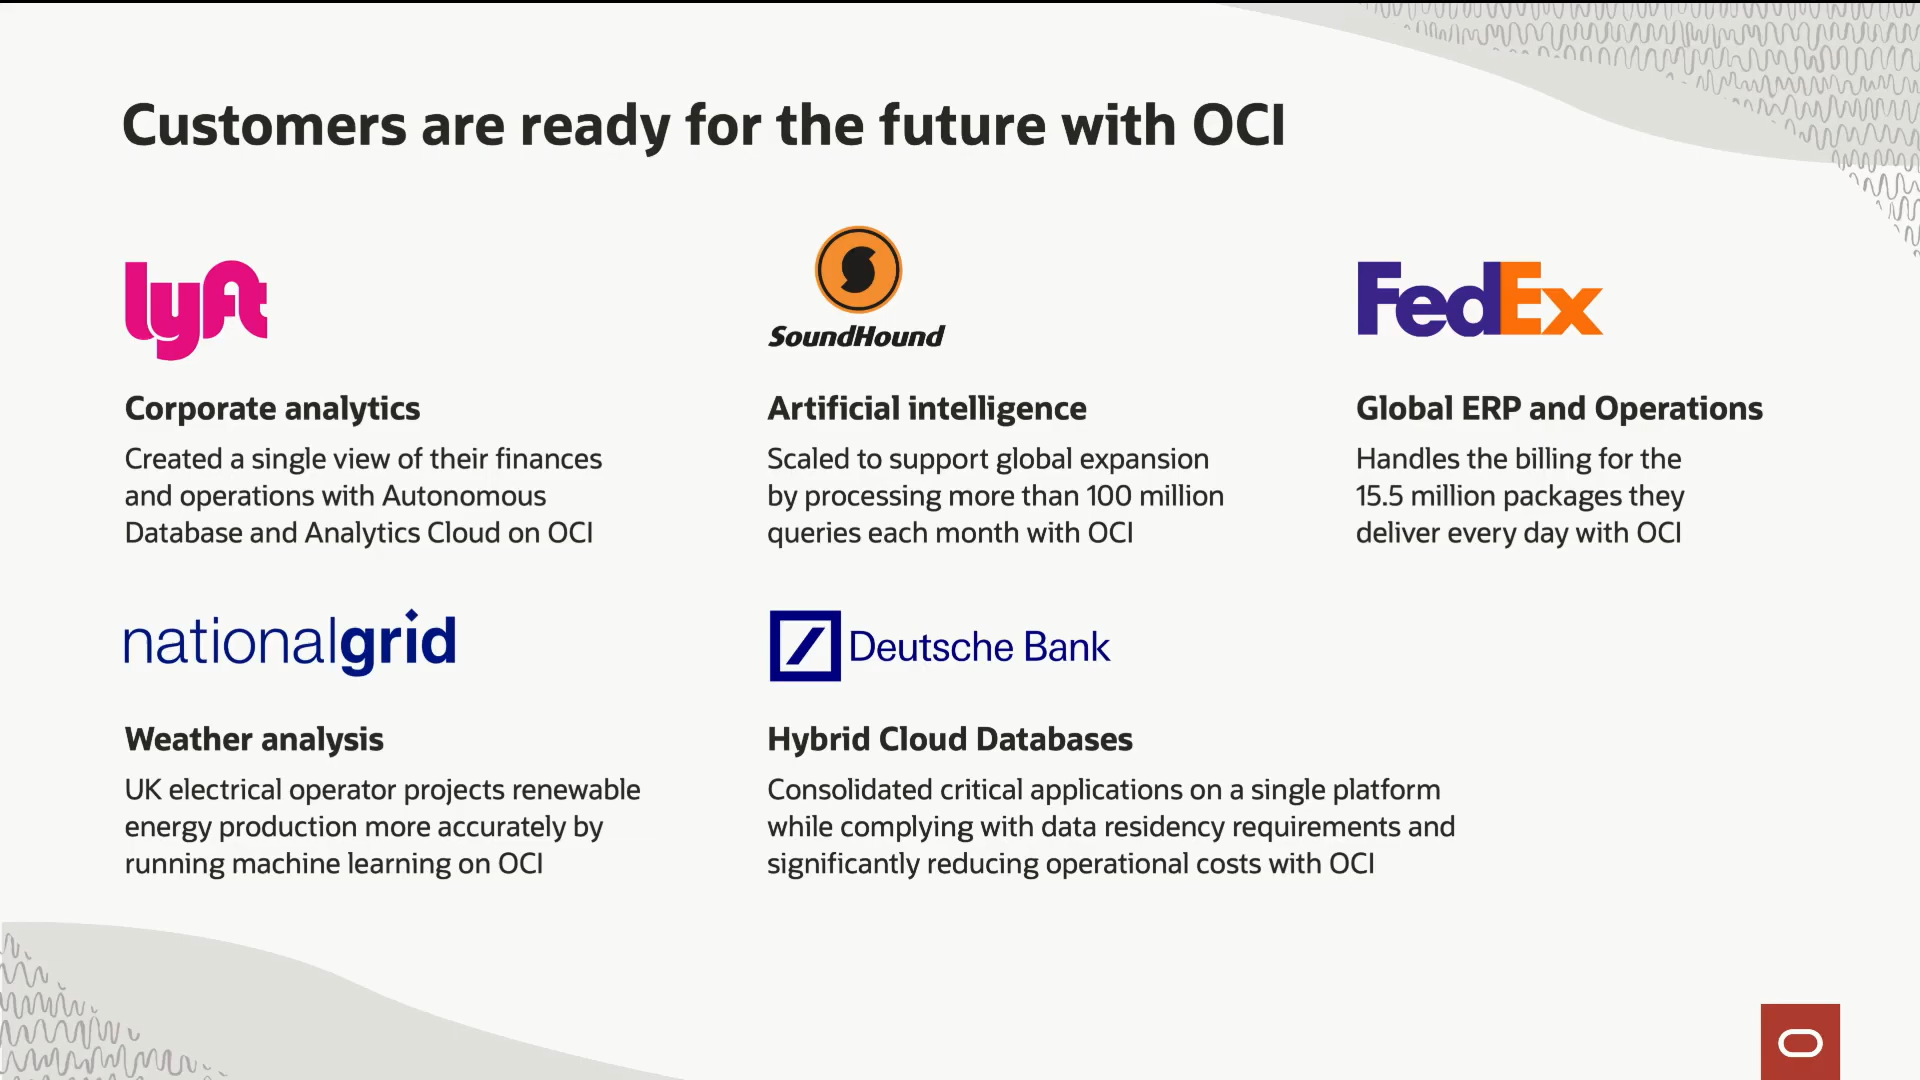 Customers are ready for the future with OCI
lyft
Corporate analytics
Created a single view of their finances
and operations with Autonomous
Database and Analytics Cloud on OCI
SoundHound
Artificial intelligence
Scaled to support global expansion
by processing more than 100 million
queries each month with OCI
FedEx
Global ERP and Operations
Handles the billing for the
15.5 million packages they
deliver every day with OCI
nationalgrid
Weather analysis
UK electrical operator projects renewable
energy production more accurately by
running machine learning on OCI
Deutsche Bank
Hybrid Cloud Databases
Consolidated critical applications on a single platform
while complying with data residency requirements and
significantly reducing operational costs with OCI